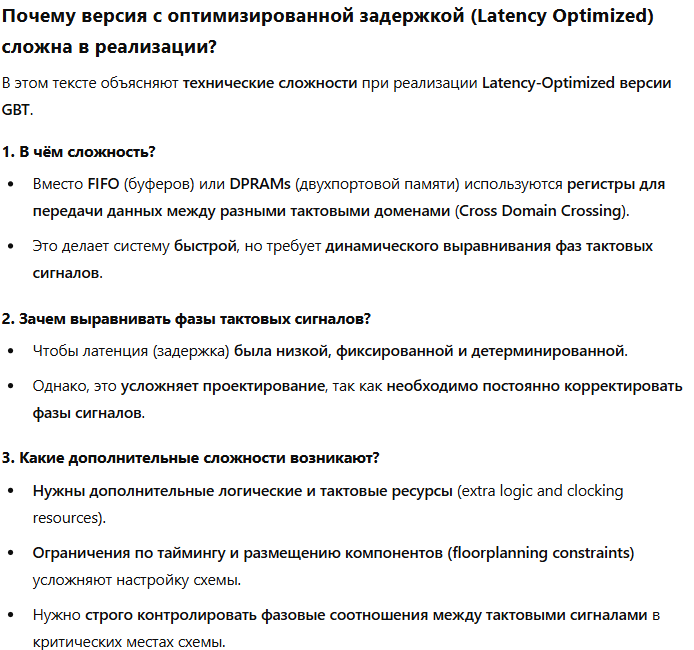 Почему версия с оптимизированной задержкой (Latency Optimized)
сложна в реализации?
В этом тексте объясняют технические сложности при реализации Latency-Optimized версии
GBT.
1. В чём сложность?
• Вместо FIFO (буферов) или DPRAMs (двухпортовой памяти) используются регистры для
передачи данных между разными тактовыми доменами (Cross Domain Crossing).
• Это делает систему быстрой, но требует динамического выравнивания фаз тактовых
сигналов.
2. Зачем выравнивать фазы тактовых сигналов?
• Чтобы латенция (задержка) была низкой, фиксированной и детерминированной.
• Однако, это усложняет проектирование, так как необходимо постоянно корректировать
фазы сигналов.
3. Какие дополнительные сложности возникают?
• Нужны дополнительные логические и тактовые ресурсы (extra logic and clocking
resources).
• Ограничения по таймингу и размещению компонентов (floorplanning constraints)
усложняют настройку схемы.
• Нужно строго контролировать фазовые соотношения между тактовыми сигналами в
критических местах схемы.